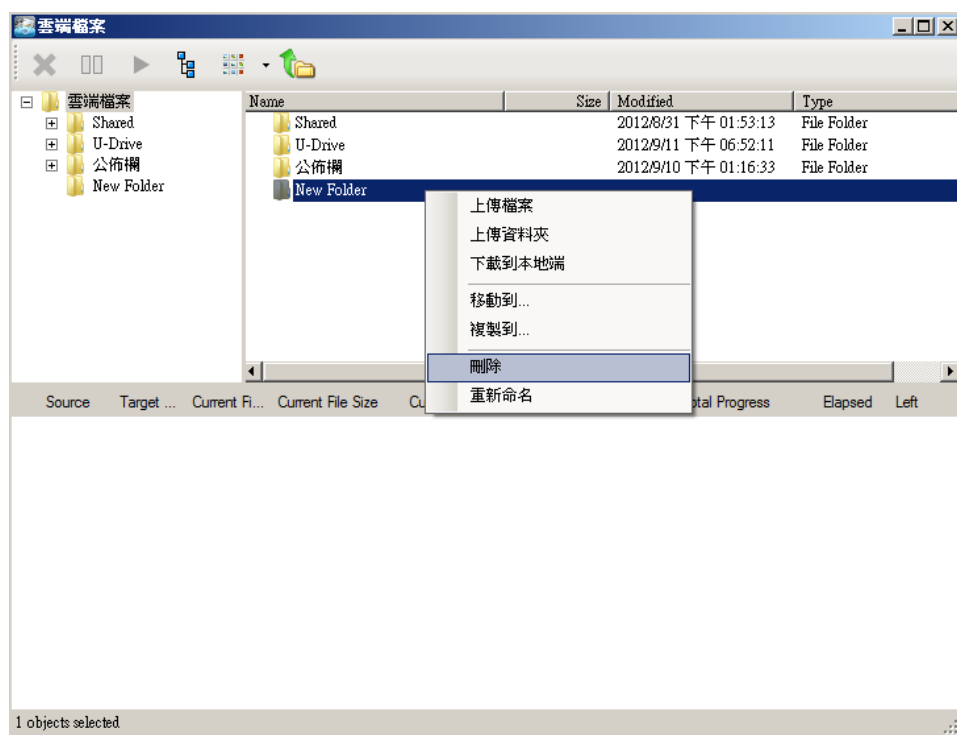 雲端檔案
雲端檔案
Shared
U-Drive
公佈欄
New Folder
Name Size Modified Type
Shared 2012/8/31 下午 01:53:13 File Folder
U-Drive 2012/9/11 下午 06:52:11 File Folder
公佈欄 2012/9/10 下午 01:16:33 File Folder
New Folder
上傳檔案
上傳資料夾
下載到本地端
移動到...
複製到...
刪除
重新命名
Source Target ... Current Fi... Current File Size Progress Elapsed Left
1 objects selected